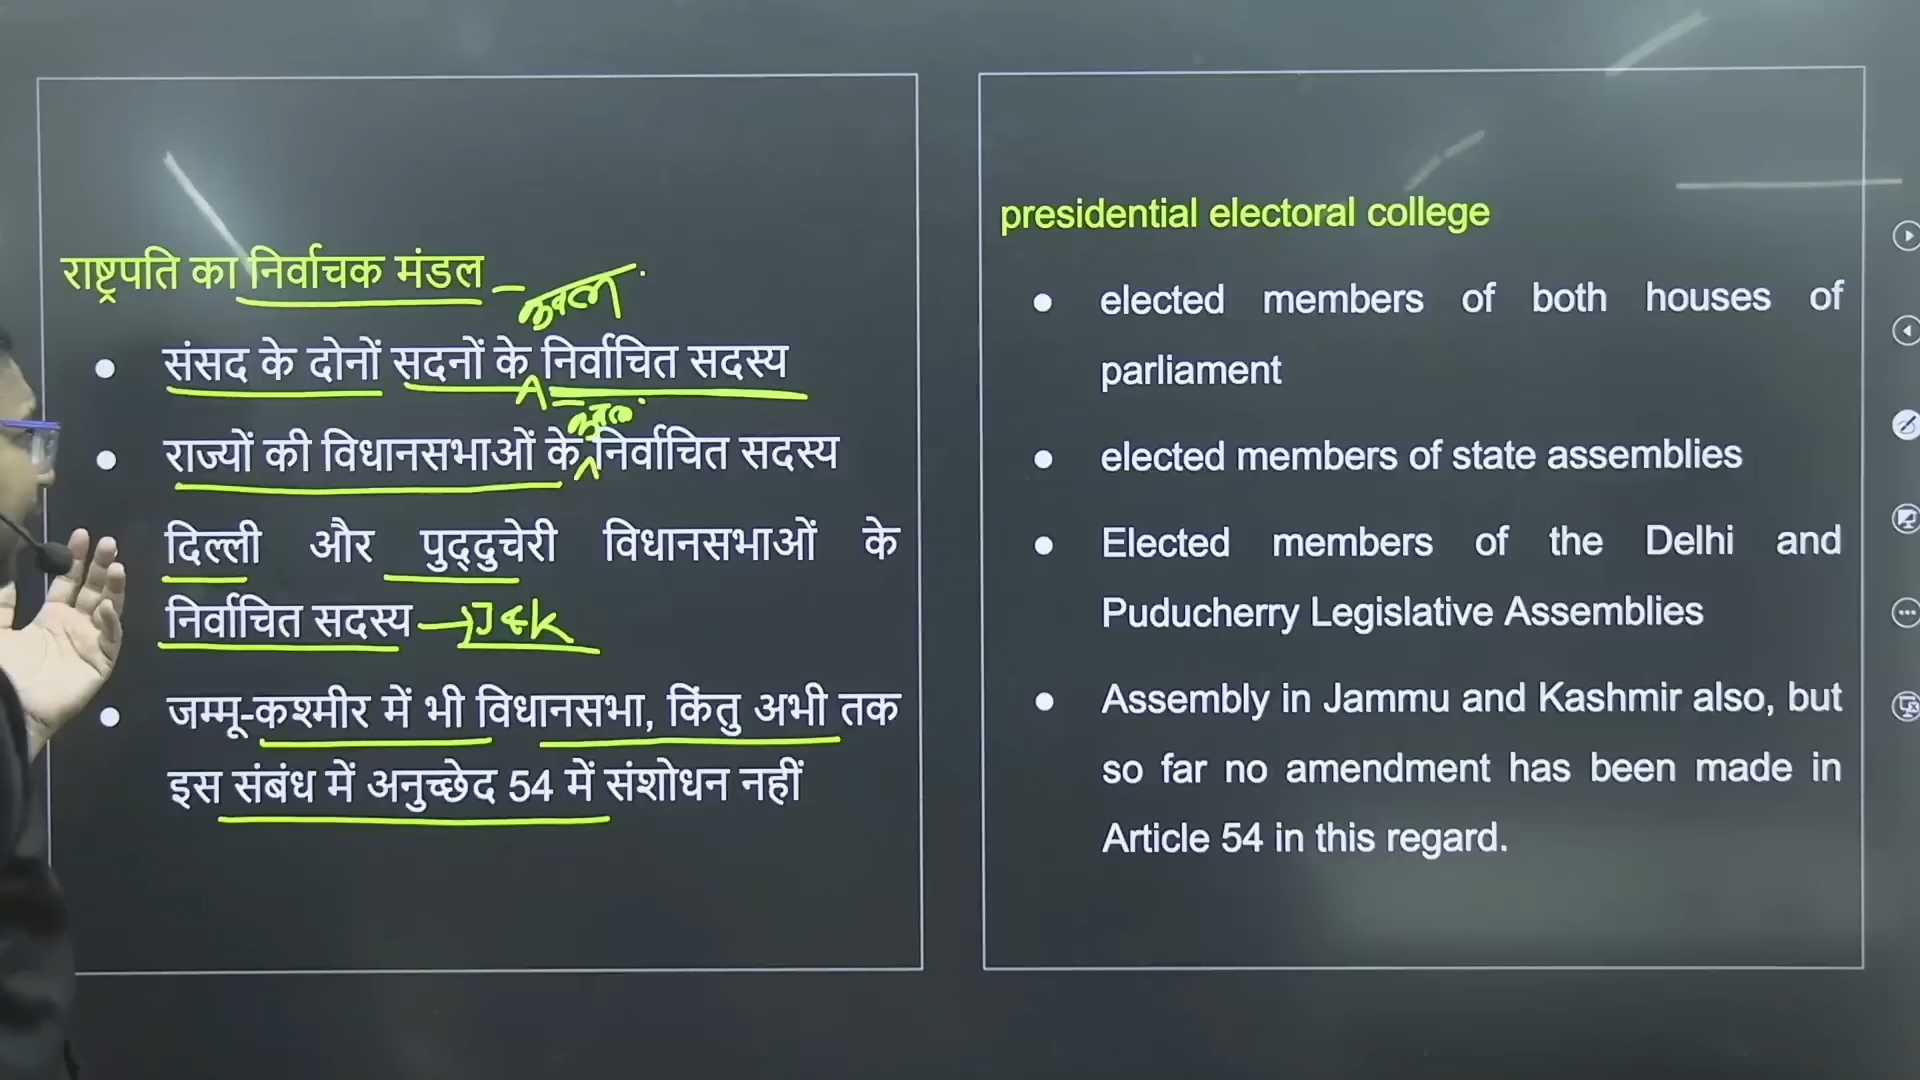 राष्ट्रपति का निर्वाचक मंडल – केवल
संसद के दोनों सदनों के निर्वाचित सदस्य
केवल
राज्यों की विधानसभाओं के निर्वाचित सदस्य
दिल्ली और पुद्दुचेरी विधानसभाओं के
निर्वाचित सदस्य → J&K
जम्मू-कश्मीर में भी विधानसभा, किंतु अभी तक
इस संबंध में अनुच्छेद 54 में संशोधन नहीं
presidential electoral college
elected members of both houses of
parliament
elected members of state assemblies
Elected members of the Delhi and
Puducherry Legislative Assemblies
Assembly in Jammu and Kashmir also, but
so far no amendment has been made in
Article 54 in this regard.